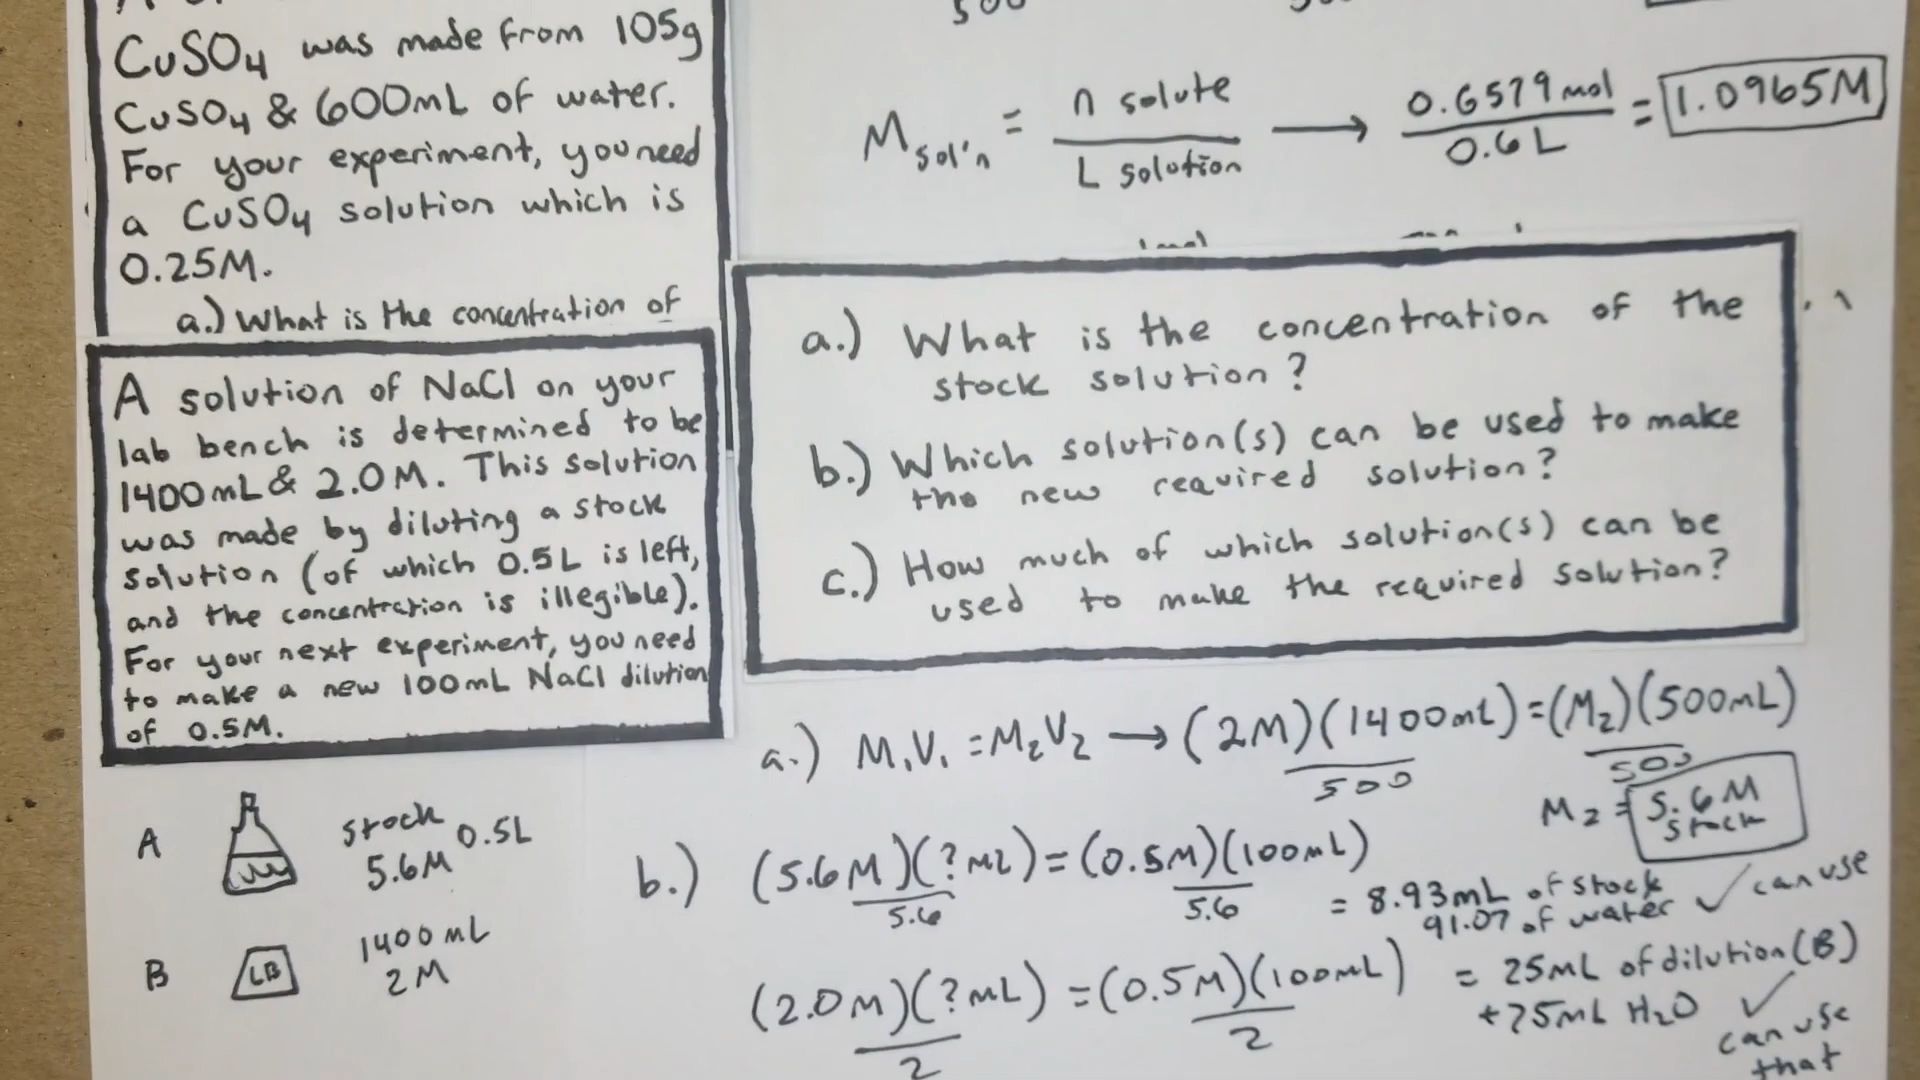 CuSO4 was made from 105g
CuSO4 & 600mL of water.
For your experiment, you need
a CuSO4 solution which is
0.25M.
a.) What is the concentration of
500
M sol'n = n solute / L solution → 0.6579 mol / 0.6 L = 1.0965M
A solution of NaCl on your
lab bench is determined to be
1400mL & 2.0M. This solution
was made by diluting a stock
solution (of which 0.5L is left,
and the concentration is illegible).
For your next experiment, you need
to make a new 100mL NaCl dilution
of 0.5M.
a.) What is the concentration of the
stock solution?
b.) Which solution(s) can be used to make
the new required solution?
c.) How much of which solution(s) can be
used to make the required solution?
a.) M1V1 = M2V2 → (2M)(1400mL) = (M2)(500mL)
500 500
M2 = 5.6M
stock
A stock 0.5L
5.6M
B LB 1400mL
2M
b.) (5.6M)(?mL) = (0.5M)(100mL)
5.6 5.6
= 8.93mL of stock
91.07 of water ✓ can use
(2.0M)(?mL) = (0.5M)(100mL)
2 2
= 25mL of dilution (B)
+75mL H2O ✓
can use
that